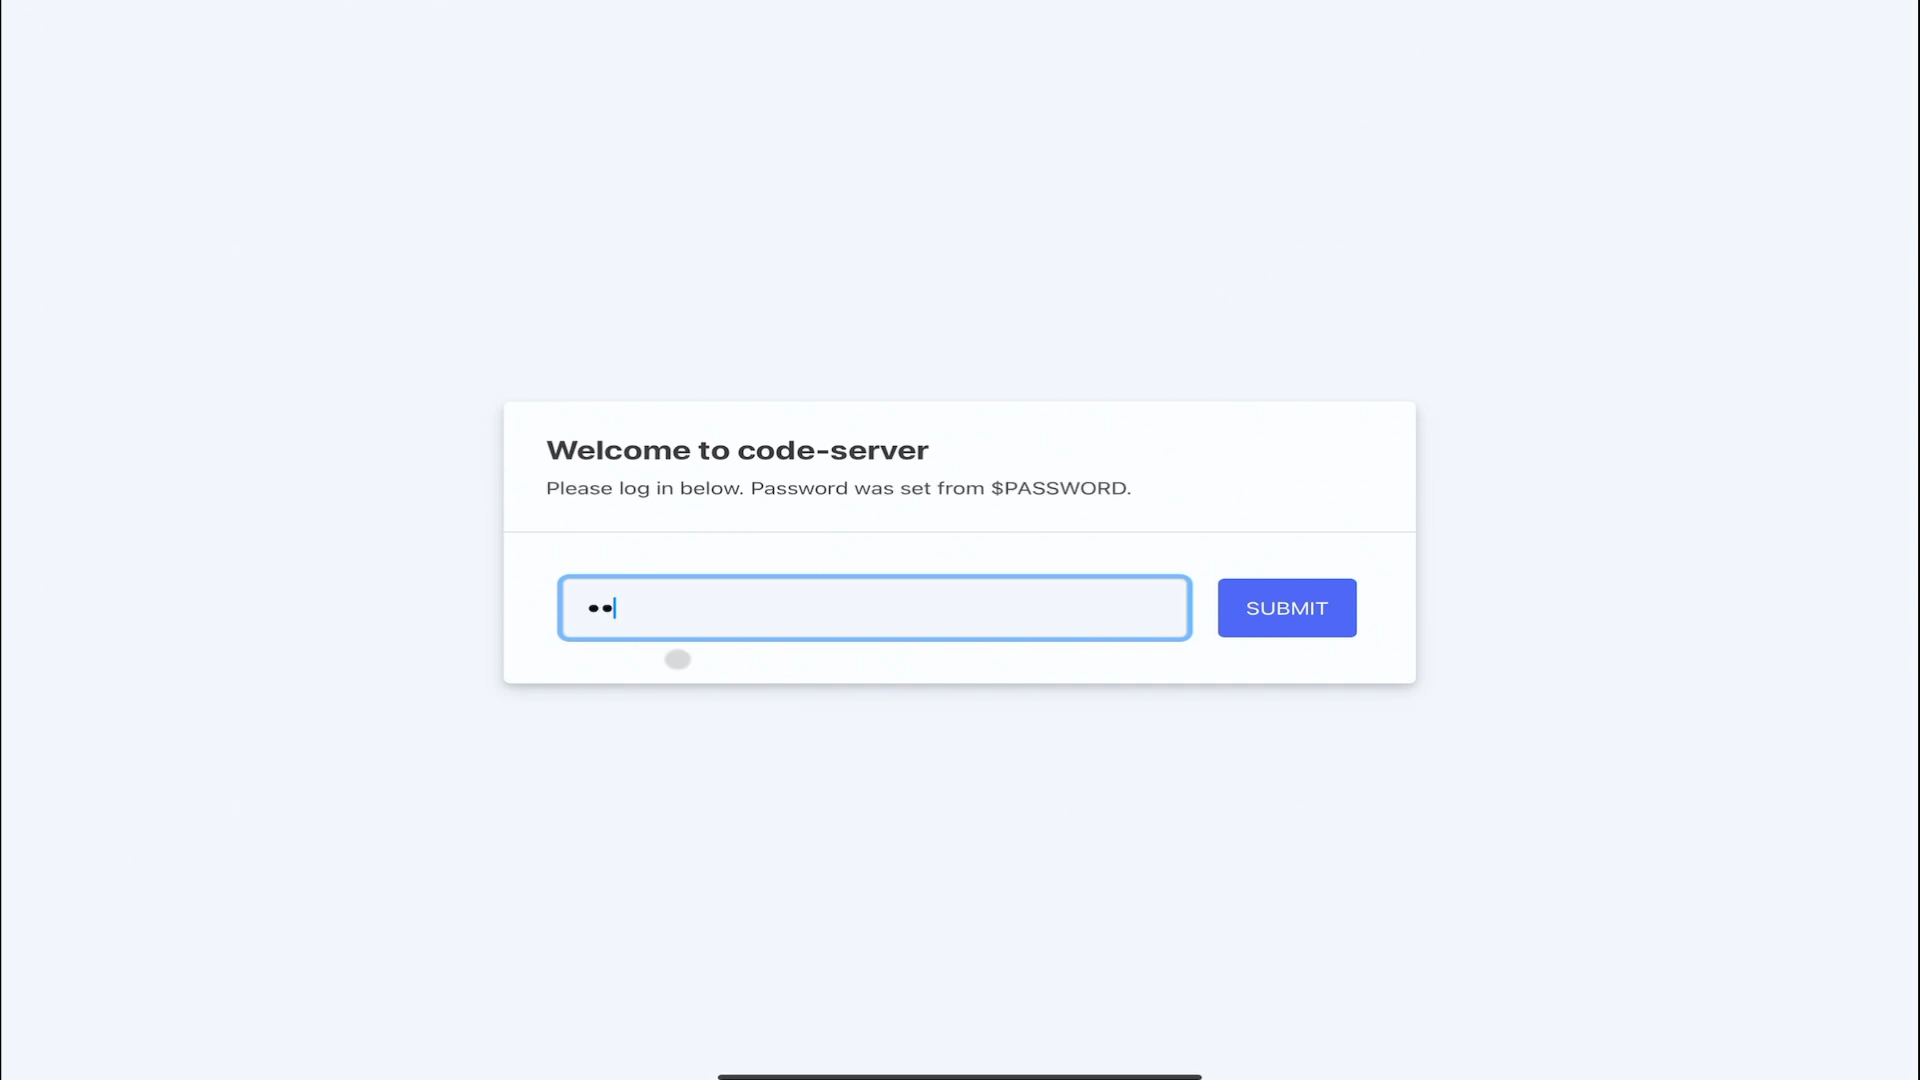 Welcome to code-server
Please log in below. Password was set from $PASSWORD.
••
SUBMIT